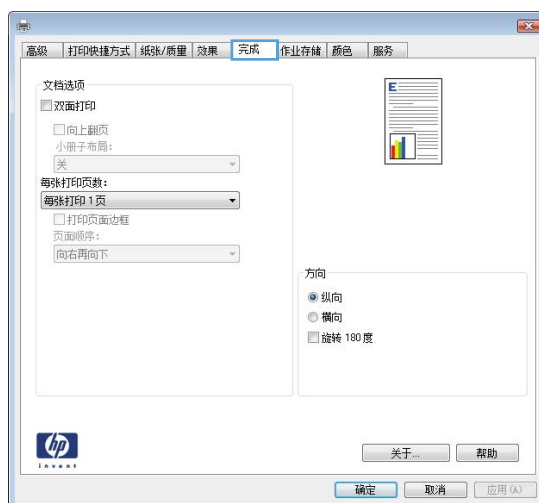 高级 打印快捷方式 纸张/质量 效果 完成 作业存储 颜色 服务
文档选项
双面打印
向上翻页
小册子布局:
关
每张打印页数:
每张打印 1 页
打印页面边框
页面顺序:
向右再向下
E
方向
纵向
横向
旋转 180 度
hp
invent
关于... 帮助
确定 取消 应用(A)